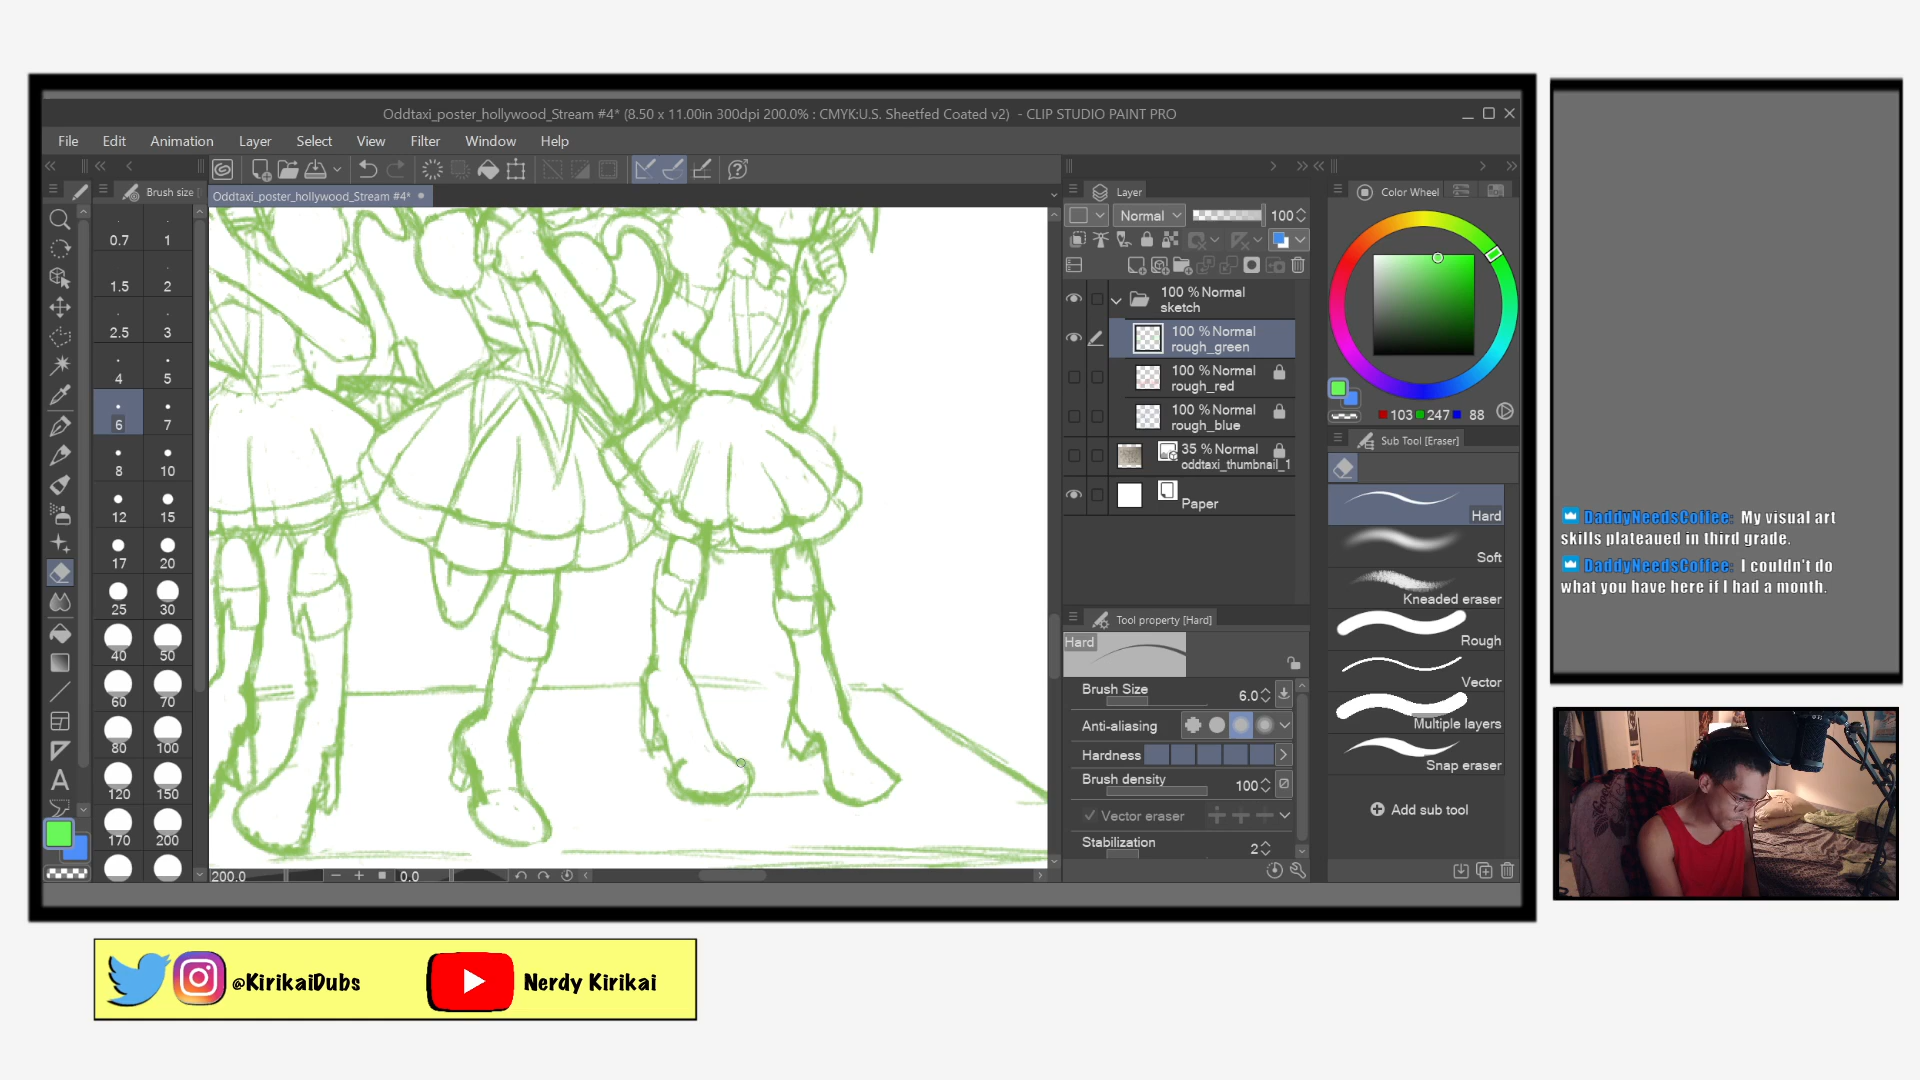 Oddtaxi_poster_hollywood_Stream #4* (8.50 x 11.00in 300dpi 200.0% : CMYK:U.S. Sheetfed Coated v2) - CLIP STUDIO PAINT PRO
File Edit Animation Layer Select View Filter Window Help
Brush size
Oddtaxi_poster_hollywood_Stream #4*
0.7 1
1.5 2
2.5 3
4 5
6 7
8 10
12 15
17 20
25 30
40 50
60 70
80 100
120 150
170 200
200.0 0.0
Layer
Normal 100
100 % Normal
sketch
100 % Normal
rough_green
100 % Normal
rough_red
100 % Normal
rough_blue
35 % Normal
oddtaxi_thumbnail_1
Paper
Tool property [Hard]
Hard
Brush Size 6.0
Anti-aliasing
Hardness
Brush density 100
Vector eraser
Stabilization 2
Color Wheel
103 247 88
Sub Tool [Eraser]
Hard
Soft
Kneaded eraser
Rough
Vector
Multiple layers
Snap eraser
Add sub tool
DaddyNeedsCoffee: My visual art
skills plateaued in third grade.
DaddyNeedsCoffee: I couldn't do
what you have here if I had a month.
@KirikaiDubs
Nerdy Kirikai